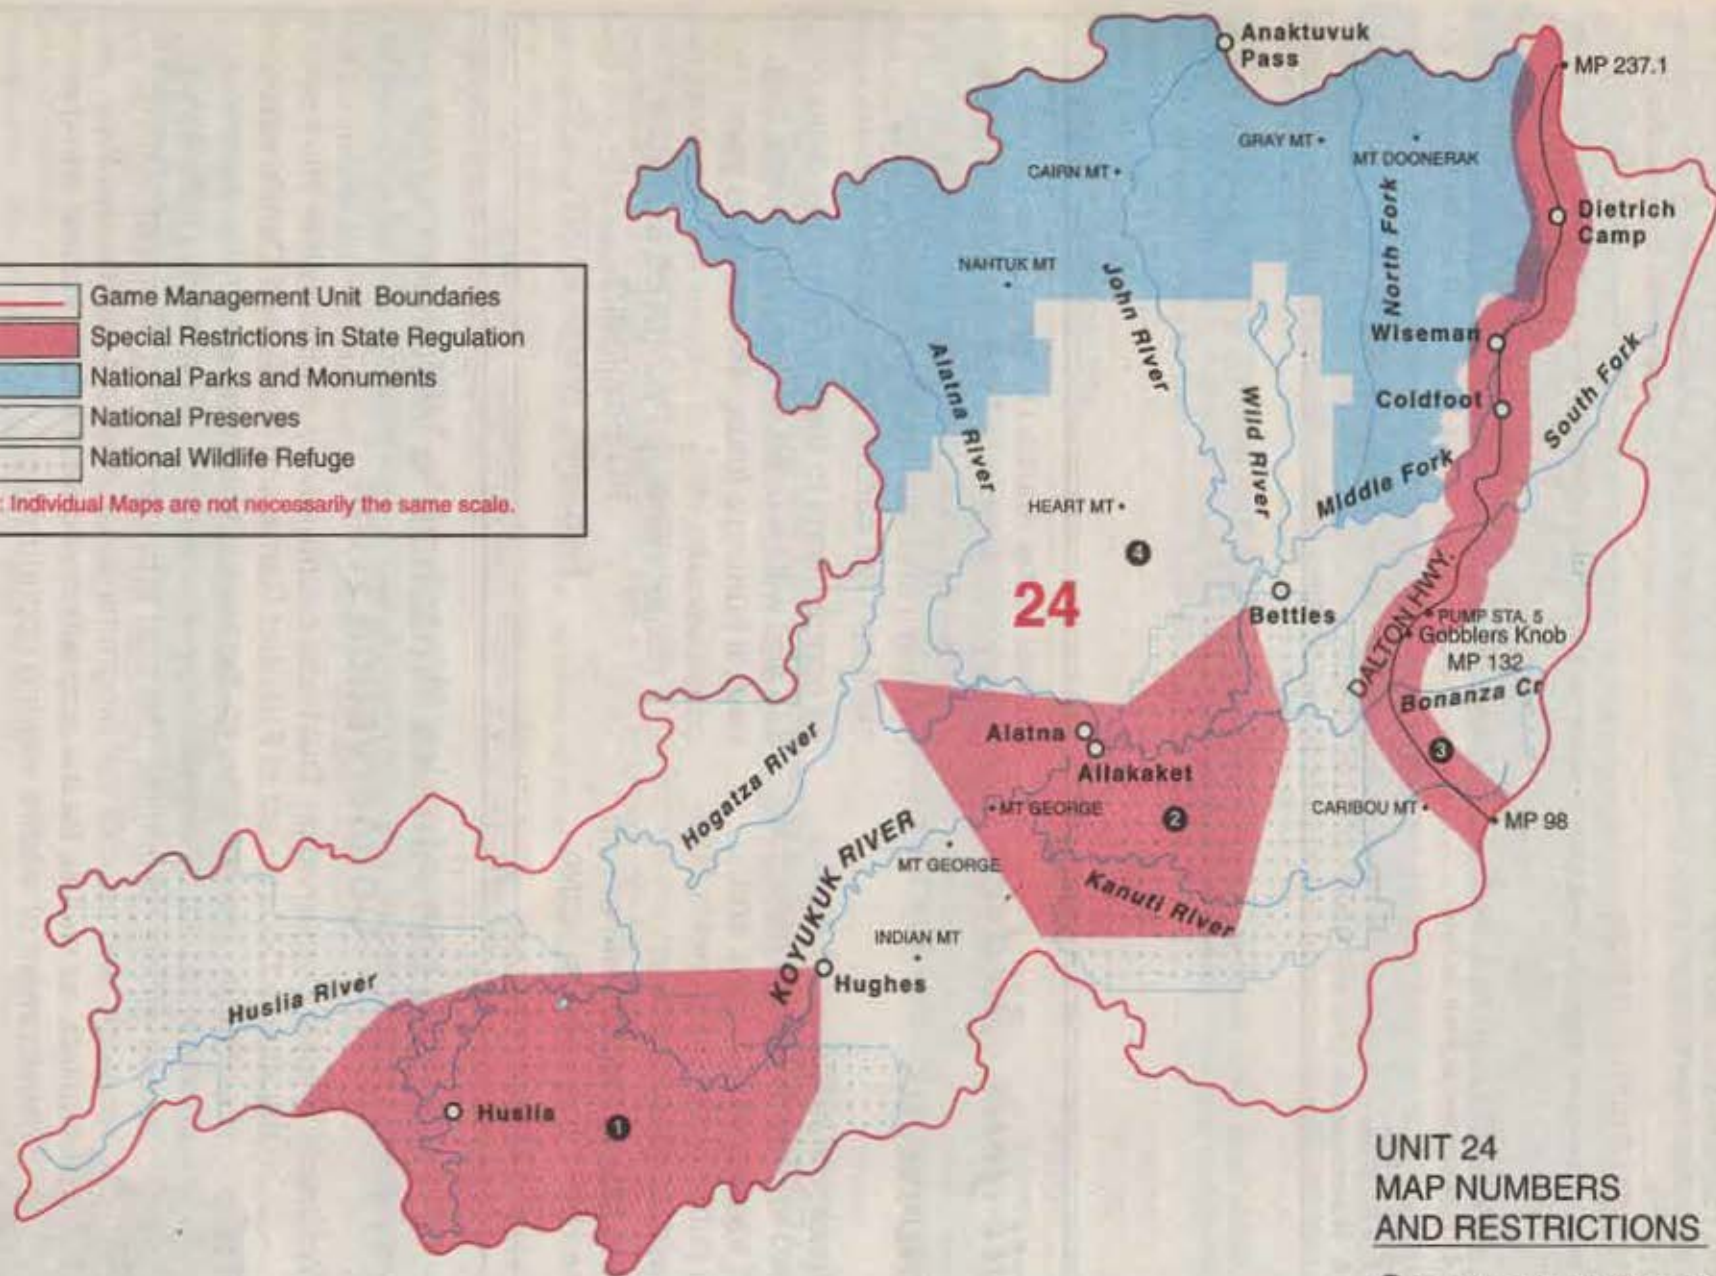 Anaktuvuk
Pass
MP 237.1
GRAY MT
MT DOONERAK
CAIRN MT
Dietrich
Camp
North Fork
NAHTUK MT
John River
Game Management Unit Boundaries
Special Restrictions in State Regulation
National Parks and Monuments
National Preserves
National Wildlife Refuge
: Individual Maps are not necessarily the same scale.
Wiseman
South Fork
Alatna River
Coldfoot
Wild River
Middle Fork
HEART MT
4
24
Bettles
DALTON HWY.
PUMP STA. 5
Gobblers Knob
MP 132
Bonanza Cr
Alatna
Allakaket
3
Hogatza River
MT GEORGE
2
CARIBOU MT
MP 98
KOYUKUK RIVER
MT GEORGE
Kanuti River
INDIAN MT
Hughes
Huslia River
Huslia
1
UNIT 24
MAP NUMBERS
AND RESTRICTIONS